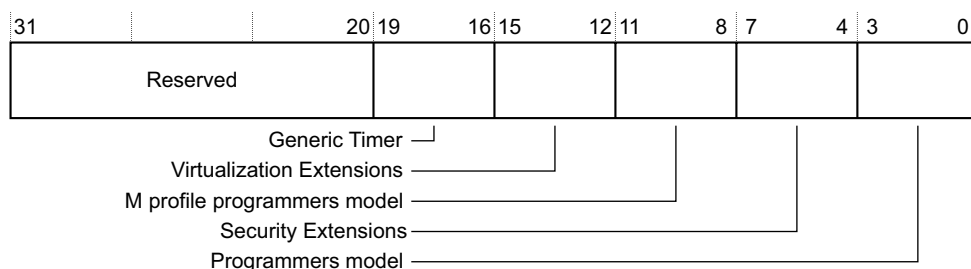 31 20 19 16 15 12 11 8 7 4 3 0
Reserved
Generic Timer
Virtualization Extensions
M profile programmers model
Security Extensions
Programmers model